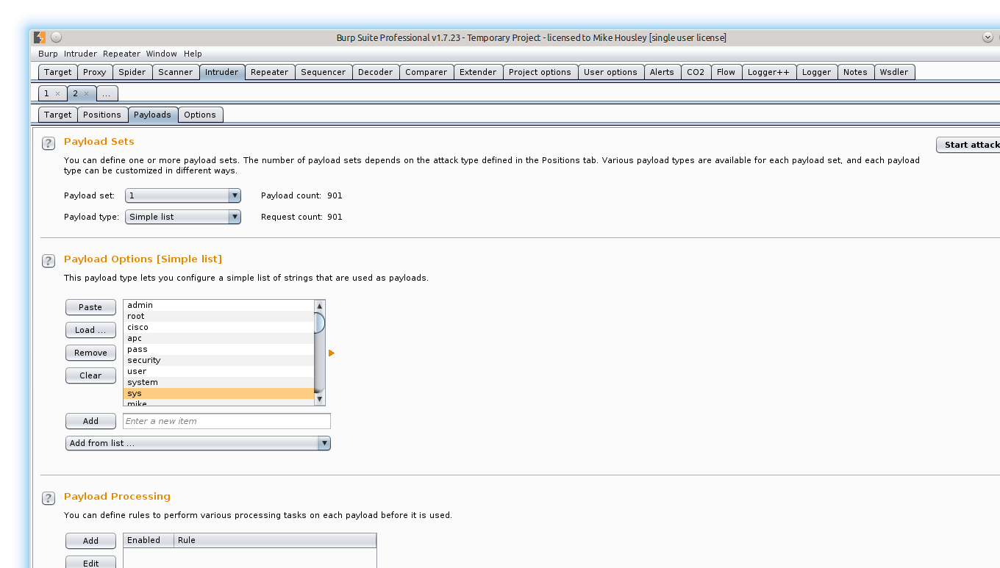 Burp Suite Professional v1.7.23 - Temporary Project - licensed to Mike Housley [single user license]
Burp Intruder Repeater Window Help
Target Proxy Spider Scanner Intruder Repeater Sequencer Decoder Comparer Extender Project options User options Alerts CO2 Flow Logger++ Logger Notes Wsdler
1 × 2 × ...
Target Positions Payloads Options
? Payload Sets
Start attack
You can define one or more payload sets. The number of payload sets depends on the attack type defined in the Positions tab. Various payload types are available for each payload set, and each payload
type can be customized in different ways.
Payload set: 1 Payload count: 901
Payload type: Simple list Request count: 901
? Payload Options [Simple list]
This payload type lets you configure a simple list of strings that are used as payloads.
Paste
Load ...
Remove
Clear
admin
root
cisco
apc
pass
security
user
system
sys
mike
Add Enter a new item
Add from list ...
? Payload Processing
You can define rules to perform various processing tasks on each payload before it is used.
Add Enabled Rule
Edit